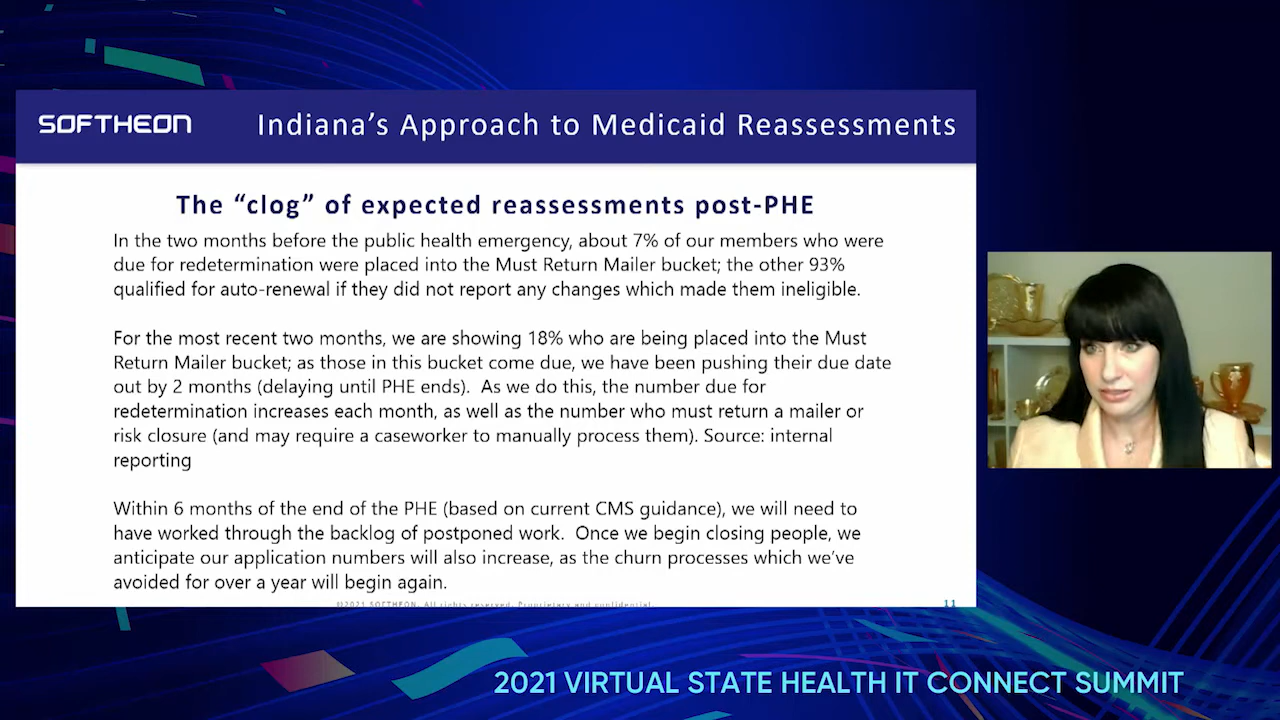 SOFTHEON
Indiana's Approach to Medicaid Reassessments
The “clog” of expected reassessments post-PHE
In the two months before the public health emergency, about 7% of our members who were
due for redetermination were placed into the Must Return Mailer bucket; the other 93%
qualified for auto-renewal if they did not report any changes which made them ineligible.
For the most recent two months, we are showing 18% who are being placed into the Must
Return Mailer bucket; as those in this bucket come due, we have been pushing their due date
out by 2 months (delaying until PHE ends).  As we do this, the number due for
redetermination increases each month, as well as the number who must return a mailer or
risk closure (and may require a caseworker to manually process them). Source: internal
reporting
Within 6 months of the end of the PHE (based on current CMS guidance), we will need to
have worked through the backlog of postponed work.  Once we begin closing people, we
anticipate our application numbers will also increase, as the churn processes which we've
avoided for over a year will begin again.
©2021 SOFTHEON. All rights reserved. Proprietary and confidential.
11
2021 VIRTUAL STATE HEALTH IT CONNECT SUMMIT